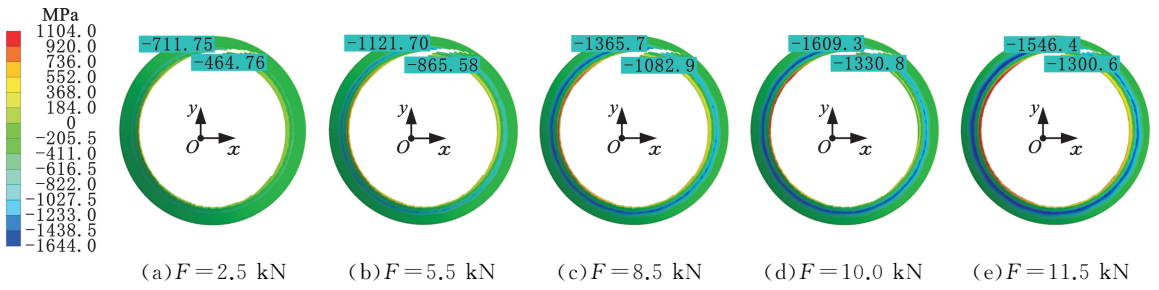 MPa
1104.0
920.0
736.0
552.0
368.0
184.0
0
-205.5
-411.0
-616.5
-822.0
-1027.5
-1233.0
-1438.5
-1644.0
-711.75
-464.76
y
O
x
(a) F=2.5 kN
-1121.70
-865.58
y
O
x
(b) F=5.5 kN
-1365.7
-1082.9
y
O
x
(c) F=8.5 kN
-1609.3
-1330.8
y
O
x
(d) F=10.0 kN
-1546.4
-1300.6
y
O
x
(e) F=11.5 kN